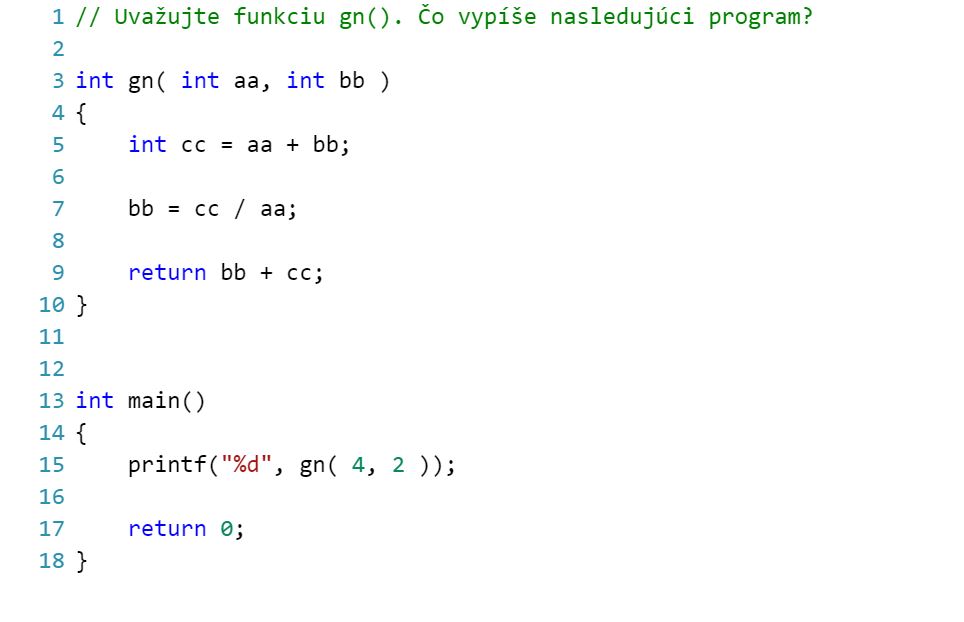 1 // Uvažujte funkciu gn(). Čo vypíše nasledujúci program?
2
3 int gn( int aa, int bb )
4 {
5     int cc = aa + bb;
6
7     bb = cc / aa;
8
9     return bb + cc;
10 }
11
12
13 int main()
14 {
15     printf("%d", gn( 4, 2 ));
16
17     return 0;
18 }